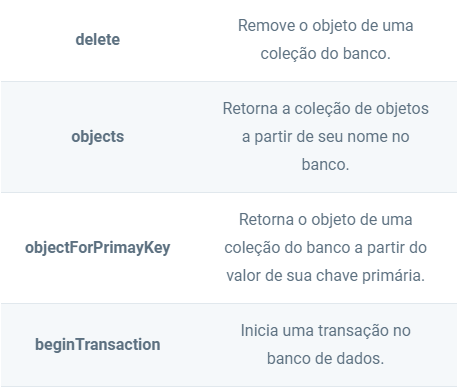 delete
Remove o objeto de uma
coleção do banco.
objects
Retorna a coleção de objetos
a partir de seu nome no
banco.
objectForPrimayKey
Retorna o objeto de uma
coleção do banco a partir do
valor de sua chave primária.
beginTransaction
Inicia uma transação no
banco de dados.